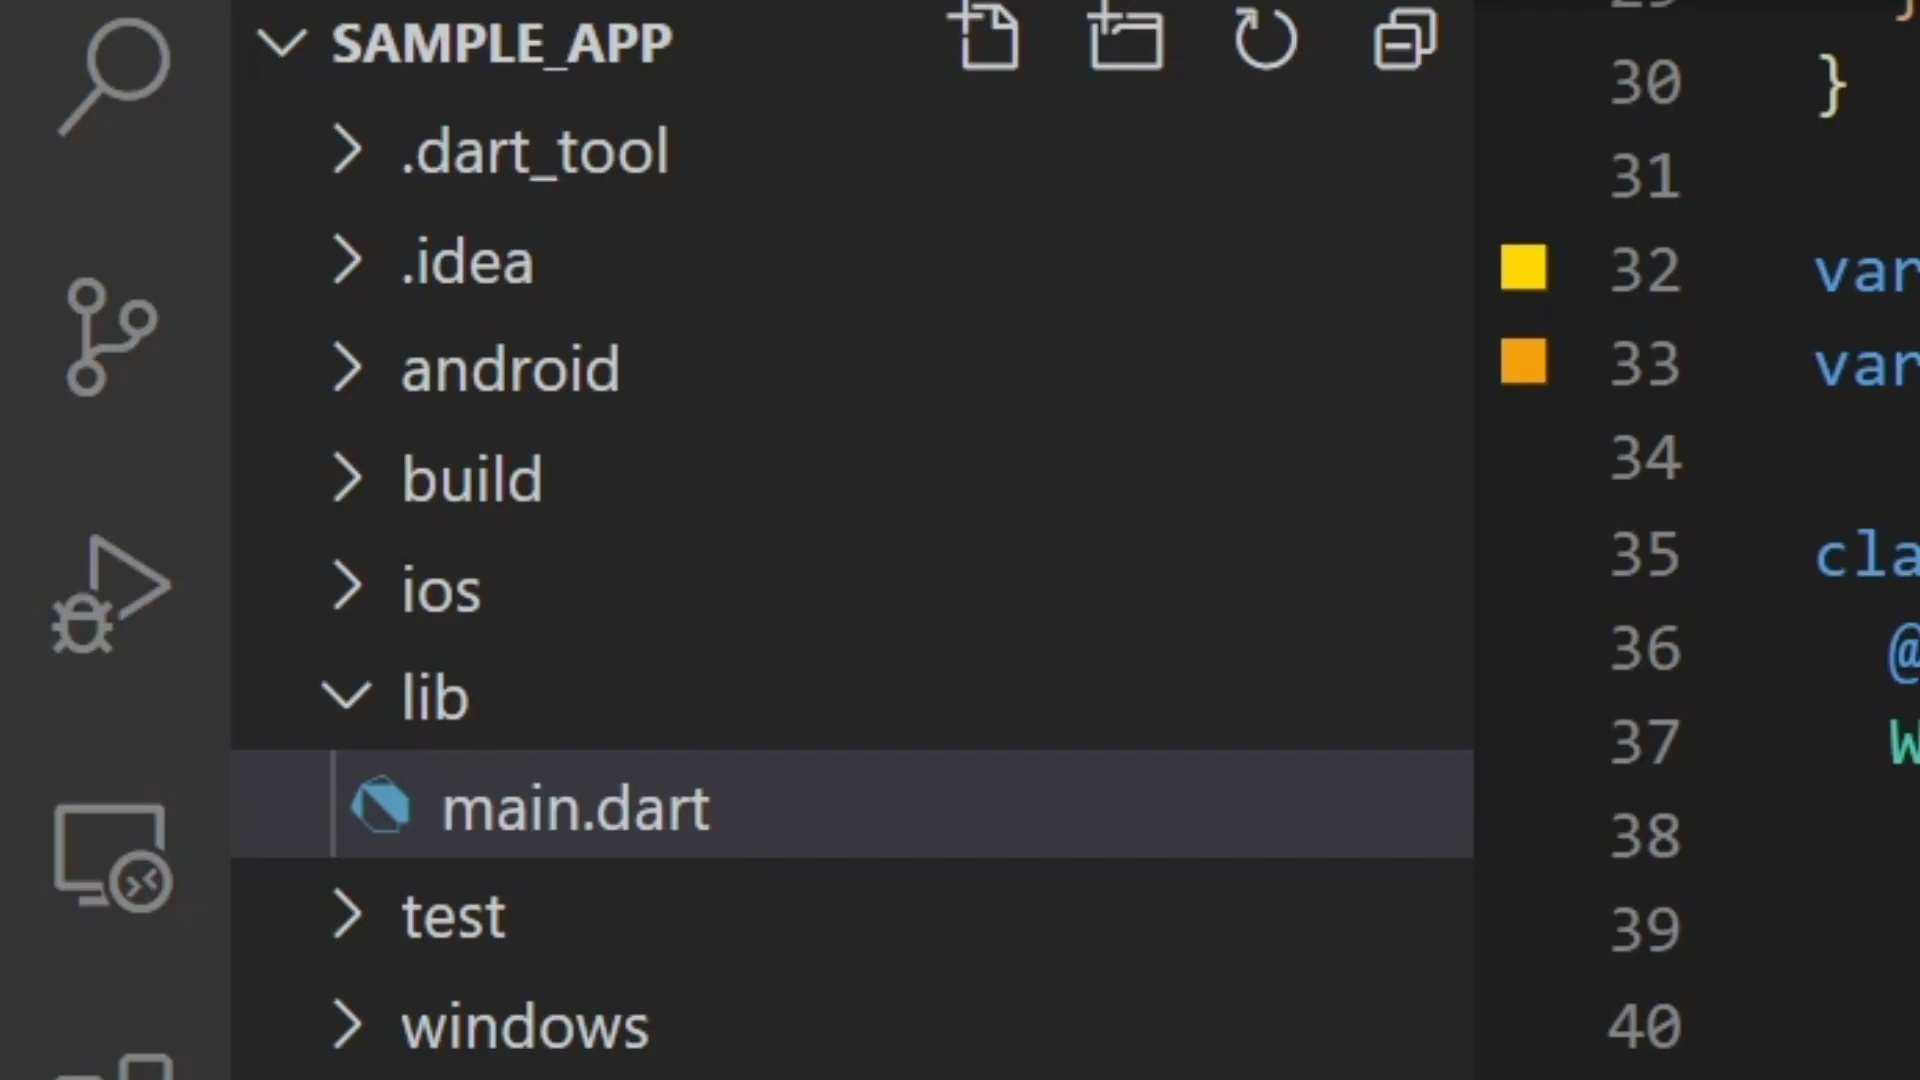 SAMPLE_APP
.dart_tool
.idea
android
build
ios
lib
main.dart
test
windows
30 }
31
32 var
33 var
34
35 cla
36 @
37 W
38
39
40